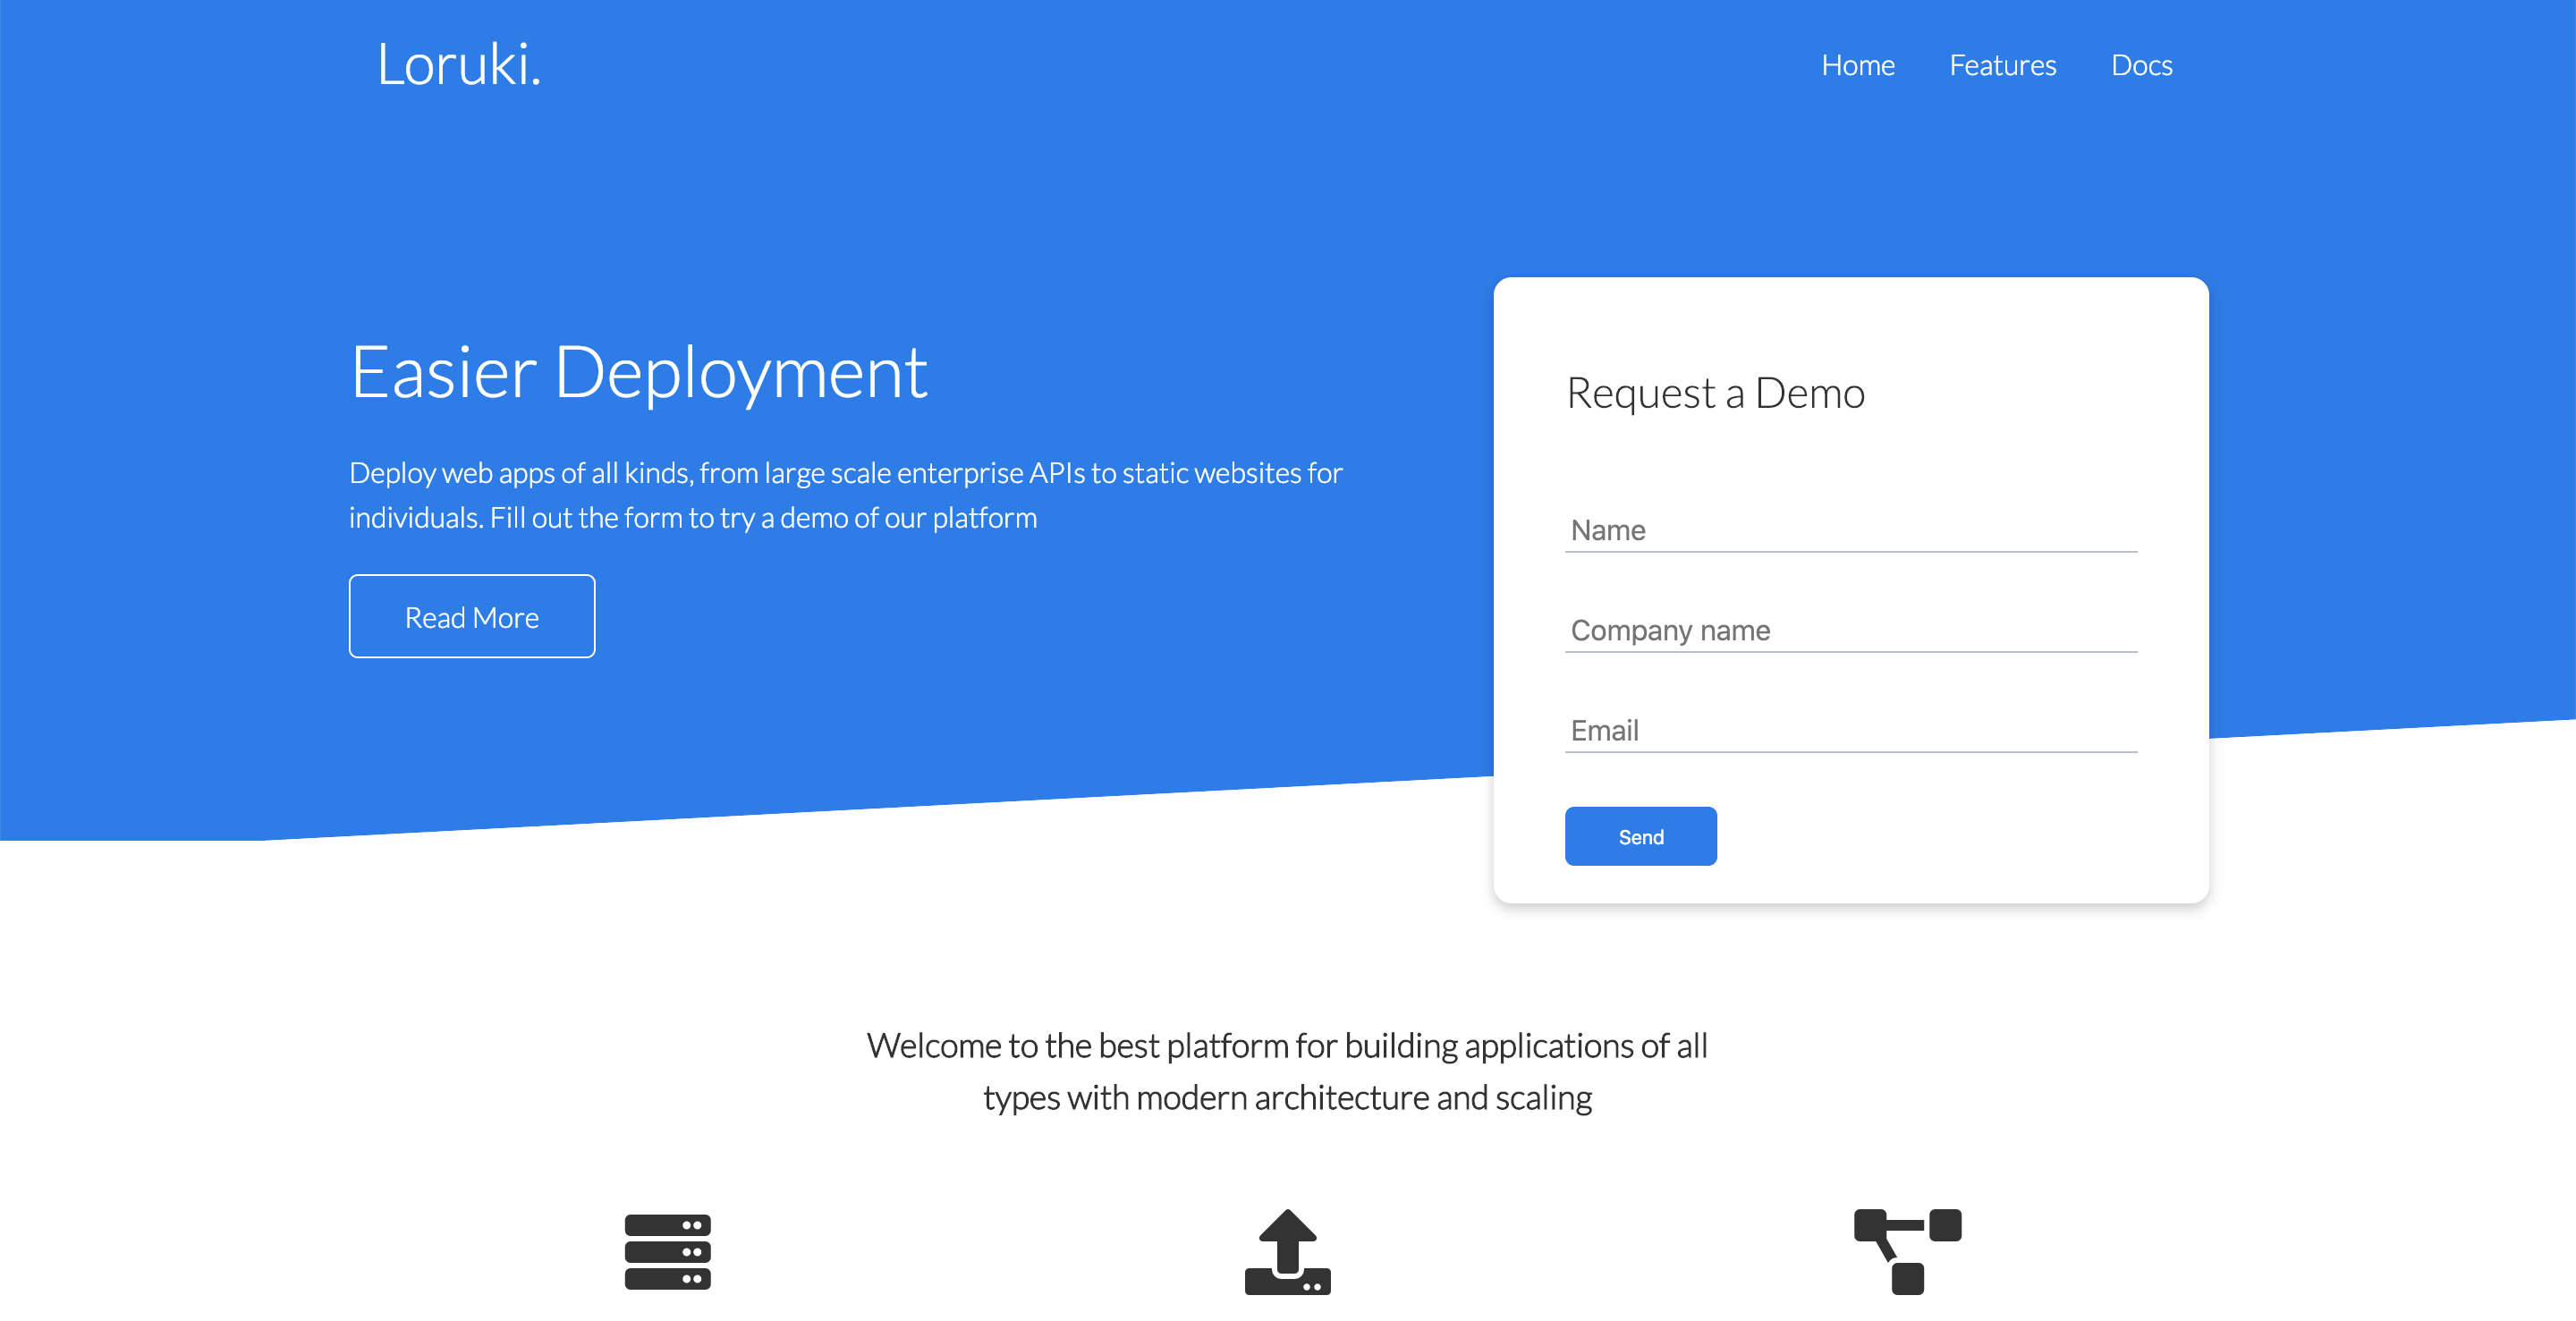 Loruki.
Home Features Docs
Easier Deployment
Deploy web apps of all kinds, from large scale enterprise APIs to static websites for
individuals. Fill out the form to try a demo of our platform
Read More
Request a Demo
Name
Company name
Email
Send
Welcome to the best platform for building applications of all
types with modern architecture and scaling